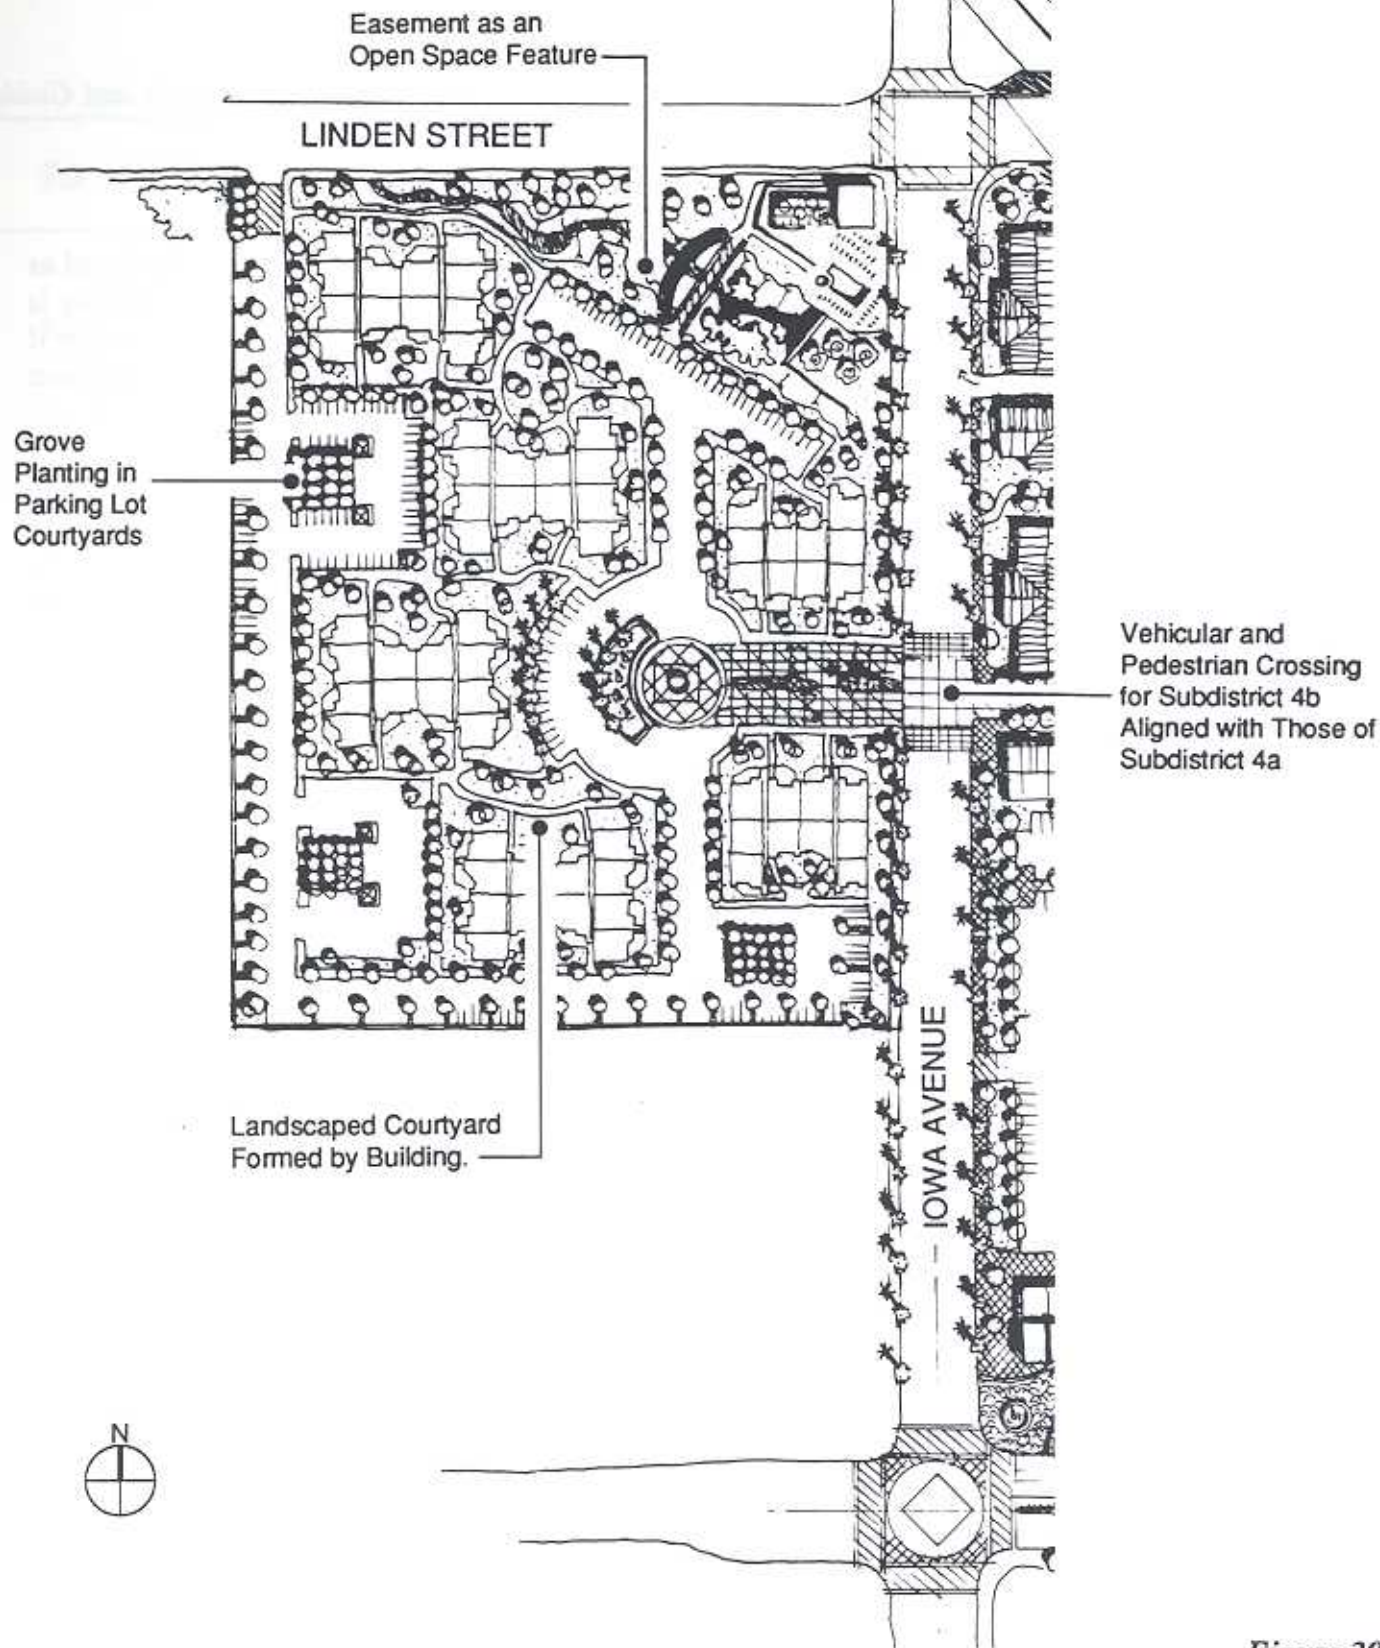 Easement as an
Open Space Feature
LINDEN STREET
Grove
Planting in
Parking Lot
Courtyards
Vehicular and
Pedestrian Crossing
for Subdistrict 4b
Aligned with Those of
Subdistrict 4a
IOWA AVENUE
Landscaped Courtyard
Formed by Building.
N